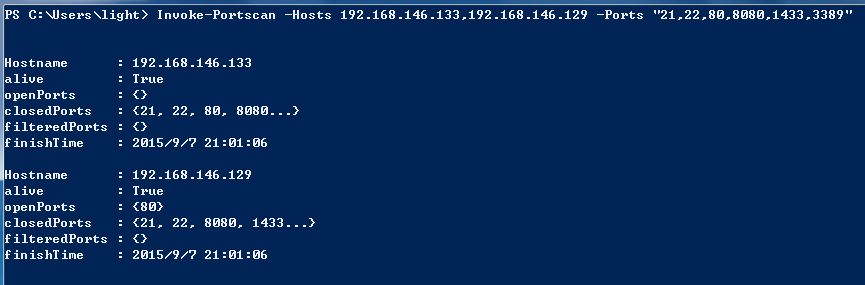 PS C:\Users\light> Invoke-Portscan -Hosts 192.168.146.133,192.168.146.129 -Ports "21,22,80,8080,1433,3389"
Hostname      : 192.168.146.133
alive         : True
openPorts     : {}
closedPorts   : {21, 22, 80, 8080...}
filteredPorts : {}
finishTime    : 2015/9/7 21:01:06
Hostname      : 192.168.146.129
alive         : True
openPorts     : {80}
closedPorts   : {21, 22, 8080, 1433...}
filteredPorts : {}
finishTime    : 2015/9/7 21:01:06